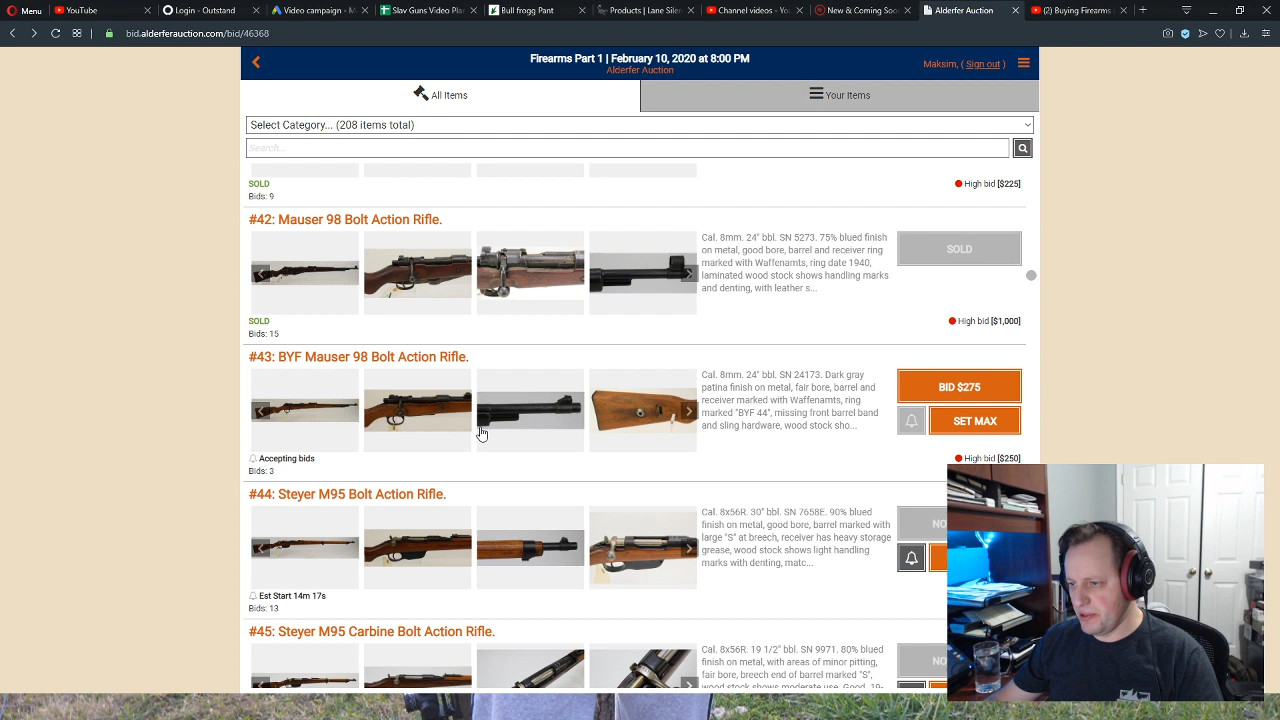 Menu
YouTube
Login - Outstand
Video campaign - M
Slav Guns Video Plan
Bull frogg Pant
Products | Lane Silen
Channel videos - You
New & Coming Soo
Alderfer Auction
(2) Buying Firearms
bid.alderferauction.com/bid/46368
Firearms Part 1 | February 10, 2020 at 8:00 PM
Alderfer Auction
Maksim, ( Sign out )
All Items
Your Items
Select Category... (208 items total)
Search...
SOLD
High bid [$225]
Bids: 9
#42: Mauser 98 Bolt Action Rifle.
Cal. 8mm. 24" bbl. SN 5273. 75% blued finish
on metal, good bore, barrel and receiver ring
marked with Waffenamts, ring date 1940,
laminated wood stock shows handling marks
and denting, with leather s...
SOLD
SOLD
High bid [$1,000]
Bids: 15
#43: BYF Mauser 98 Bolt Action Rifle.
Cal. 8mm. 24" bbl. SN 24173. Dark gray
patina finish on metal, fair bore, barrel and
receiver marked with Waffenamts, ring
marked "BYF 44", missing front barrel band
and sling hardware, wood stock sho...
BID $275
SET MAX
Accepting bids
High bid [$250]
Bids: 3
#44: Steyer M95 Bolt Action Rifle.
Cal. 8x56R. 30" bbl. SN 7658E. 90% blued
finish on metal, good bore, barrel marked with
large "S" at breech, receiver has heavy storage
grease, wood stock shows light handling
marks with denting, matc...
NO
Est Start 14m 17s
Bids: 13
#45: Steyer M95 Carbine Bolt Action Rifle.
Cal. 8x56R. 19 1/2" bbl. SN 9971. 80% blued
finish on metal, with areas of minor pitting,
fair bore, breech end of barrel marked "S",
wood stock shows moderate use. Good. 19-
NO